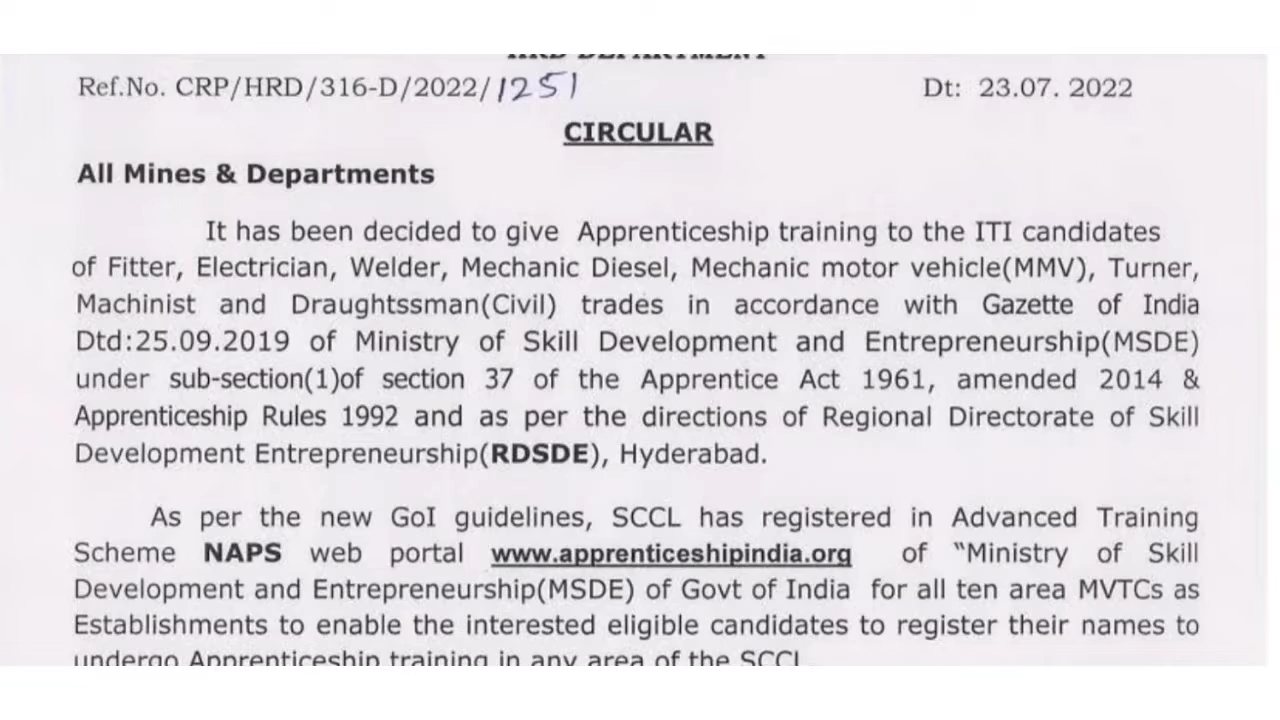 HRD DEPARTMENT
Ref.No. CRP/HRD/316-D/2022/1251 Dt: 23.07. 2022
CIRCULAR
All Mines & Departments
It has been decided to give Apprenticeship training to the ITI candidates
of Fitter, Electrician, Welder, Mechanic Diesel, Mechanic motor vehicle(MMV), Turner,
Machinist and Draughtssman(Civil) trades in accordance with Gazette of India
Dtd:25.09.2019 of Ministry of Skill Development and Entrepreneurship(MSDE)
under sub-section(1)of section 37 of the Apprentice Act 1961, amended 2014 &
Apprenticeship Rules 1992 and as per the directions of Regional Directorate of Skill
Development Entrepreneurship(RDSDE), Hyderabad.
As per the new GoI guidelines, SCCL has registered in Advanced Training
Scheme NAPS web portal www.apprenticeshipindia.org of “Ministry of Skill
Development and Entrepreneurship(MSDE) of Govt of India for all ten area MVTCs as
Establishments to enable the interested eligible candidates to register their names to
undergo Apprenticeship training in any area of the SCCL.